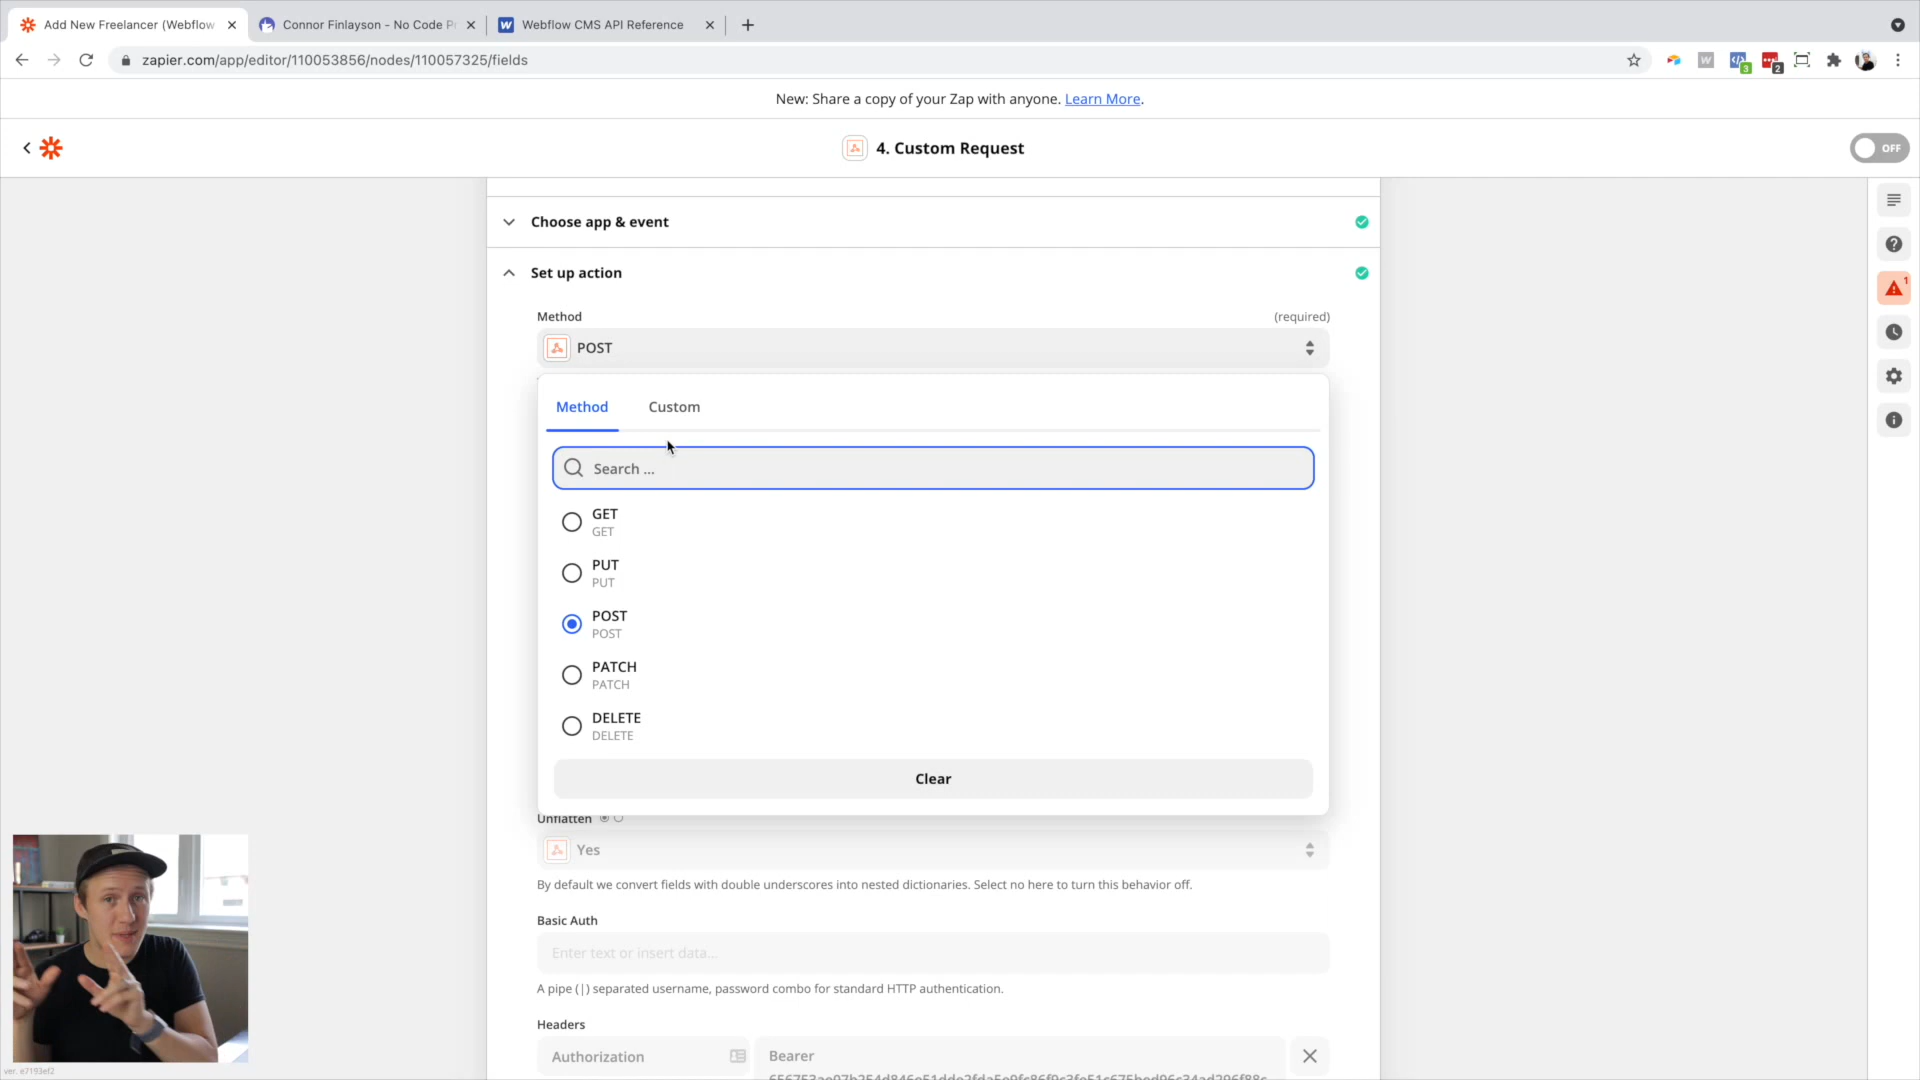 Add New Freelancer (Webflow
Connor Finlayson - No Code P
Webflow CMS API Reference
zapier.com/app/editor/110053856/nodes/110057325/fields
3
2
New: Share a copy of your Zap with anyone. Learn More.
4. Custom Request
OFF
Choose app & event
1
Set up action
Method
(required)
POST
Method
Custom
Search ...
GET
GET
PUT
PUT
POST
POST
PATCH
PATCH
DELETE
DELETE
Clear
Unflatten
Yes
By default we convert fields with double underscores into nested dictionaries. Select no here to turn this behavior off.
Basic Auth
Enter text or insert data...
A pipe (|) separated username, password combo for standard HTTP authentication.
Headers
Authorization
Bearer
ver. e7193ef2